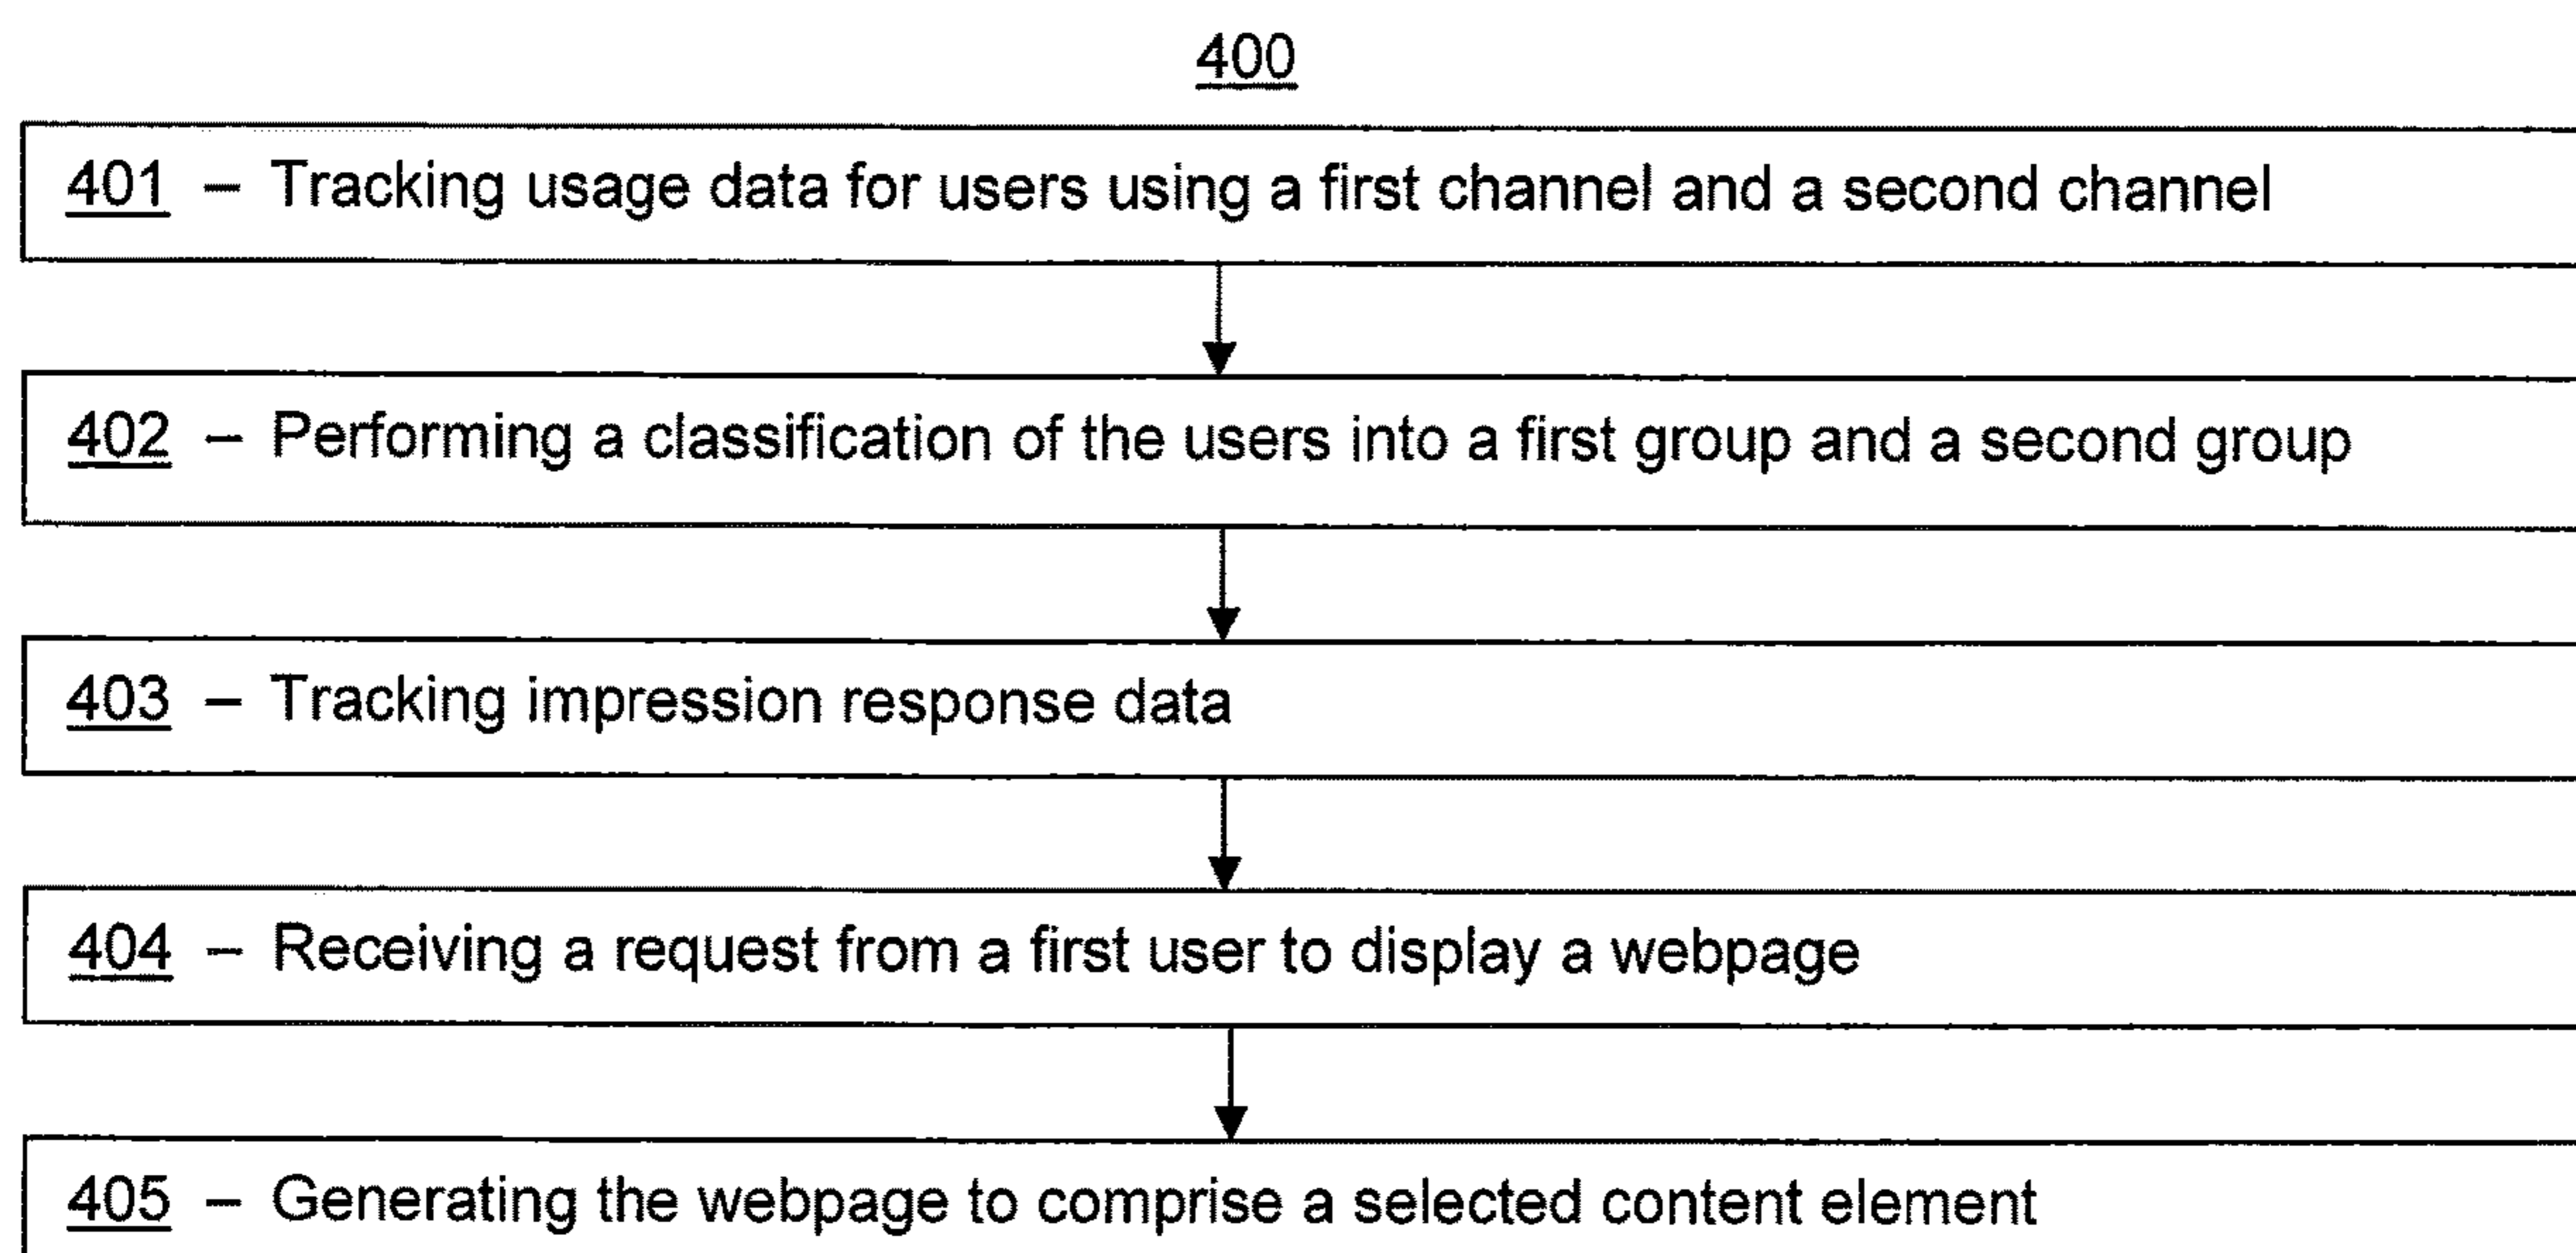 400
401 – Tracking usage data for users using a first channel and a second channel
402 – Performing a classification of the users into a first group and a second group
403 – Tracking impression response data
404 – Receiving a request from a first user to display a webpage
405 – Generating the webpage to comprise a selected content element